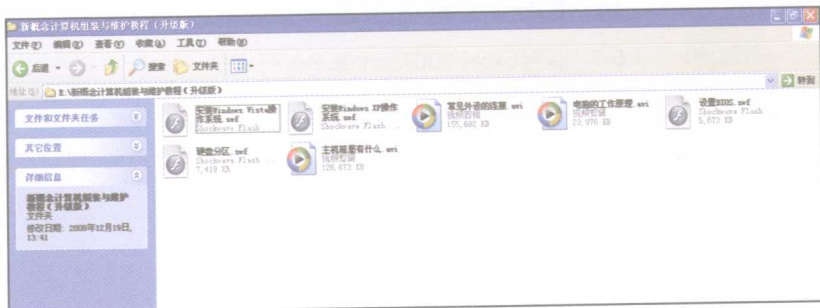 新概念计算机组装与维护教程（升级版）
文件(F) 编辑(E) 查看(V) 收藏(A) 工具(T) 帮助(H)
后退 搜索 文件夹
地址(D) E:\新概念计算机组装与维护教程（升级版） 转到
文件和文件夹任务
其它位置
详细信息
新概念计算机组装与维护
教程（升级版）
文件夹
修改日期: 2008年12月19日,
13:41
安装Windows Vista操
作系统.swf
Shockwave Flash ...
安装Windows XP操作
系统.swf
Shockwave Flash ...
常见外设的连接.avi
视频剪辑
155,682 KB
电脑的工作原理.avi
视频剪辑
23,976 KB
设置BIOS.swf
Shockwave Flash ...
5,673 KB
硬盘分区.swf
Shockwave Flash ...
7,419 KB
主机箱里有什么.avi
视频剪辑
126,673 KB